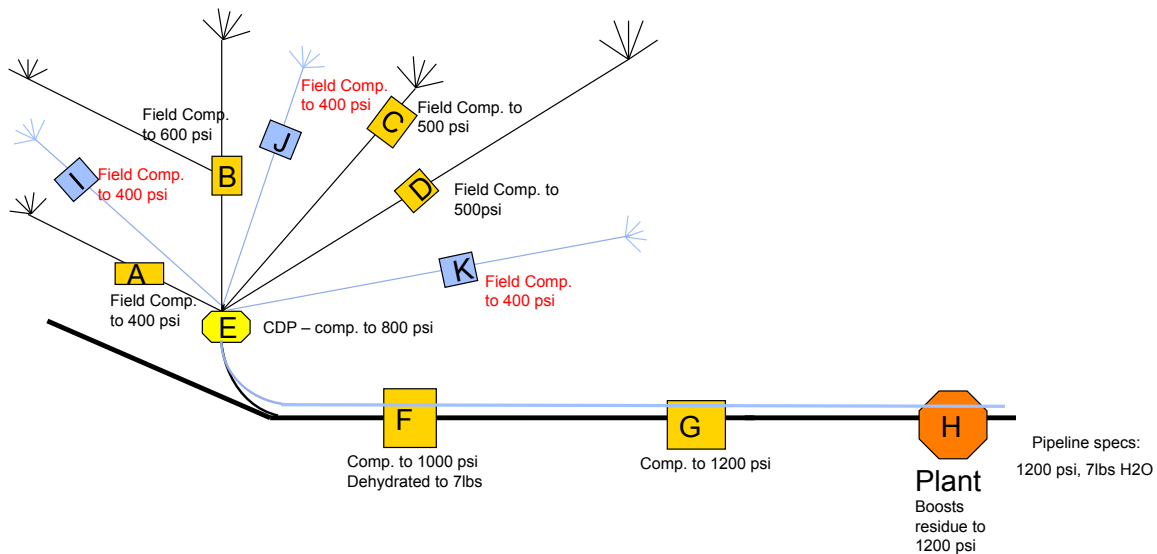 Field Comp.
to 400 psi
Field Comp.
to 600 psi
Field Comp. to
500 psi
C
J
B
I
Field Comp.
to 400 psi
D
Field Comp. to
500psi
A
Field Comp.
to 400 psi
K
Field Comp.
to 400 psi
E
CDP – comp. to 800 psi
F
Comp. to 1000 psi
Dehydrated to 7lbs
G
Comp. to 1200 psi
H
Plant
Boosts
residue to
1200 psi
Pipeline specs:
1200 psi, 7lbs H2O